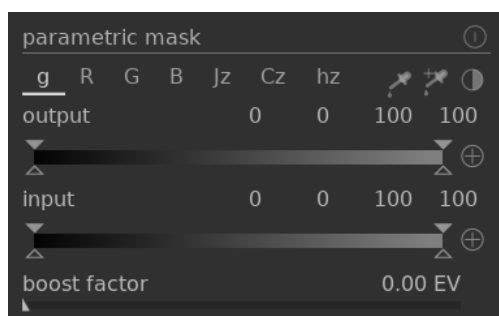 parametric mask
g R G B Jz Cz hz
output 0 0 100 100
input 0 0 100 100
boost factor 0.00 EV